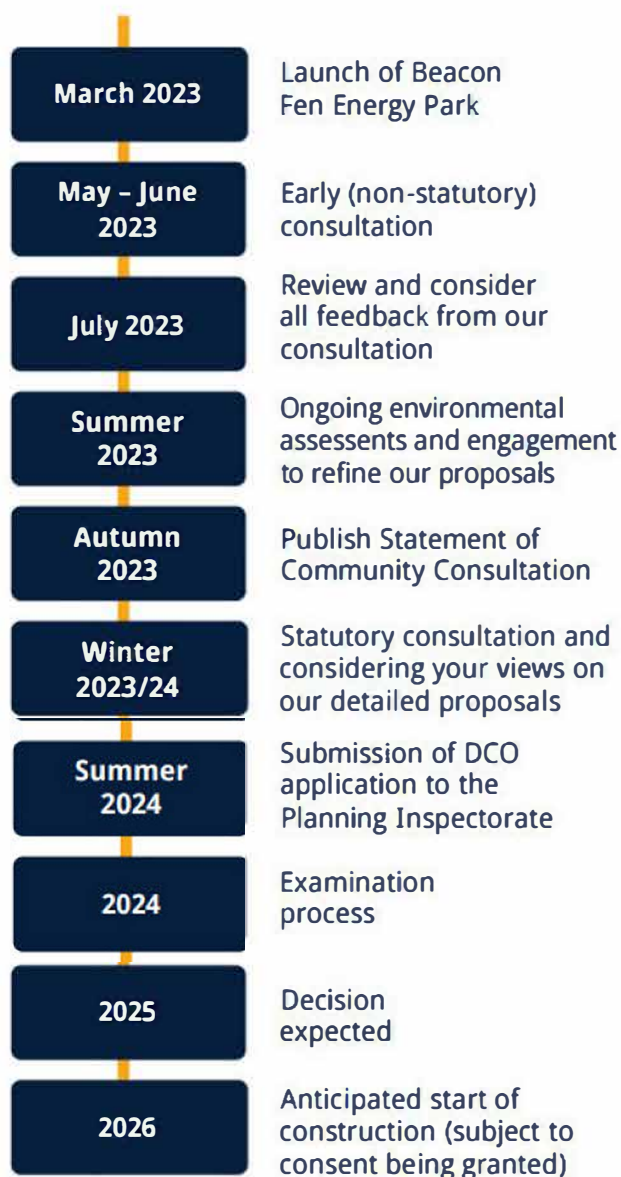 March 2023
Launch of Beacon
Fen Energy Park
May – June
2023
Early (non-statutory)
consultation
July 2023
Review and consider
all feedback from our
consultation
Summer
2023
Ongoing environmental
assessents and engagement
to refine our proposals
Autumn
2023
Publish Statement of
Community Consultation
Winter
2023/24
Statutory consultation and
considering your views on
our detailed proposals
Summer
2024
Submission of DCO
application to the
Planning Inspectorate
2024
Examination
process
2025
Decision
expected
2026
Anticipated start of
construction (subject to
consent being granted)